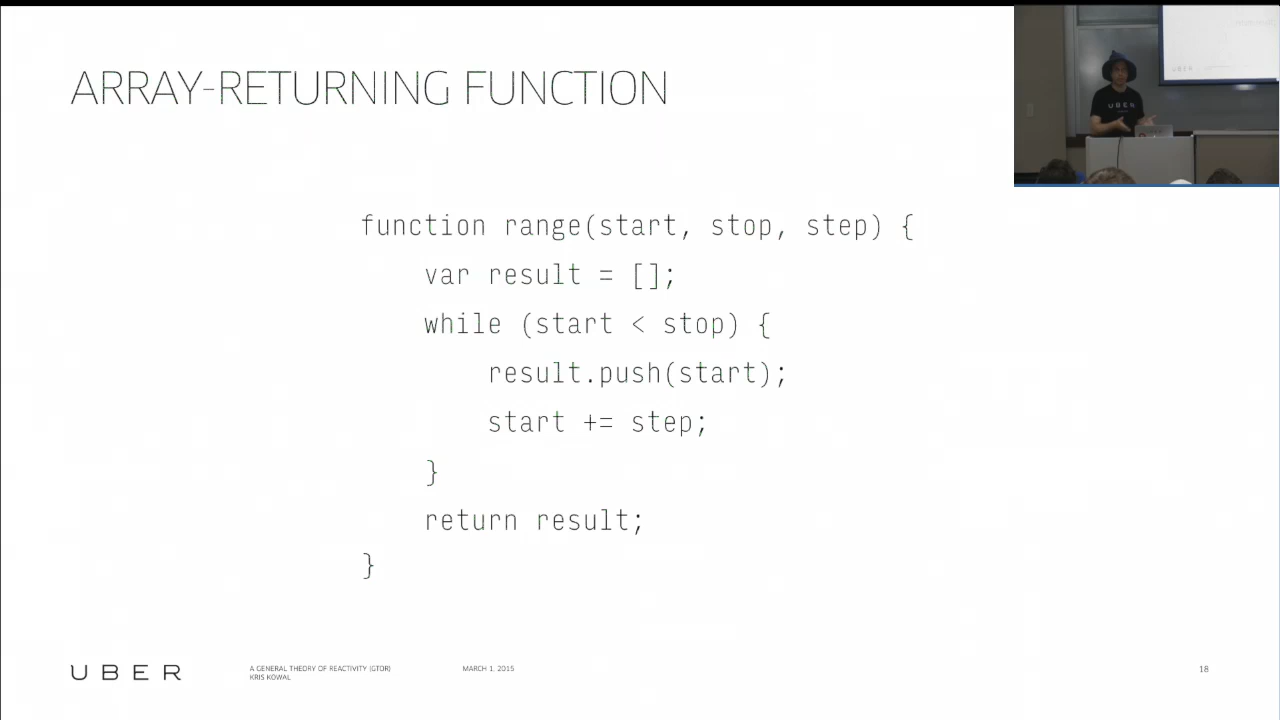 ARRAY-RETURNING FUNCTION
UBER
function range(start, stop, step) {
var result = [];
while (start < stop) {
result.push(start);
start += step;
}
return result;
}
UBER
A GENERAL THEORY OF REACTIVITY (GTOR)
KRIS KOWAL
MARCH 1, 2015
18